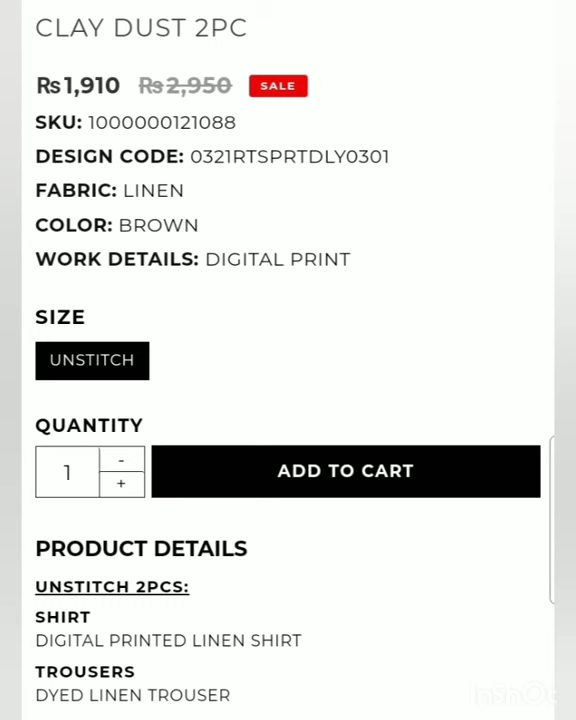 CLAY DUST 2PC
₨1,910 ₨2,950 SALE
SKU: 1000000121088
DESIGN CODE: 0321RTSPRTDLY0301
FABRIC: LINEN
COLOR: BROWN
WORK DETAILS: DIGITAL PRINT
SIZE
UNSTITCH
QUANTITY
1 - +
ADD TO CART
PRODUCT DETAILS
UNSTITCH 2PCS:
SHIRT
DIGITAL PRINTED LINEN SHIRT
TROUSERS
DYED LINEN TROUSER
InShOt